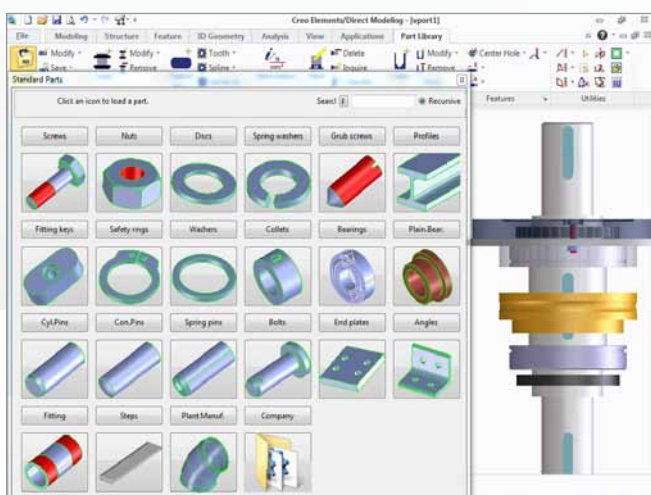 Creo Elements/Direct Modeling - [vport1]
File Modeling Structure Feature 3D Geometry Analysis View Applications Part Library
Modify Modify Tooth Delete Modify Center Hole
Save Remove Spline Inquire Remove
Features Utilities
Standard Parts
Click an icon to load a part. Searcl Recursive
Screws Nuts Discs Spring washers Grub screws Profiles
Fitting keys Safety rings Washers Collets Bearings Plain.Bear.
Cyl.Pins Con.Pins Spring pins Bolts End plates Angles
Fitting Steps Plant Manuf. Company